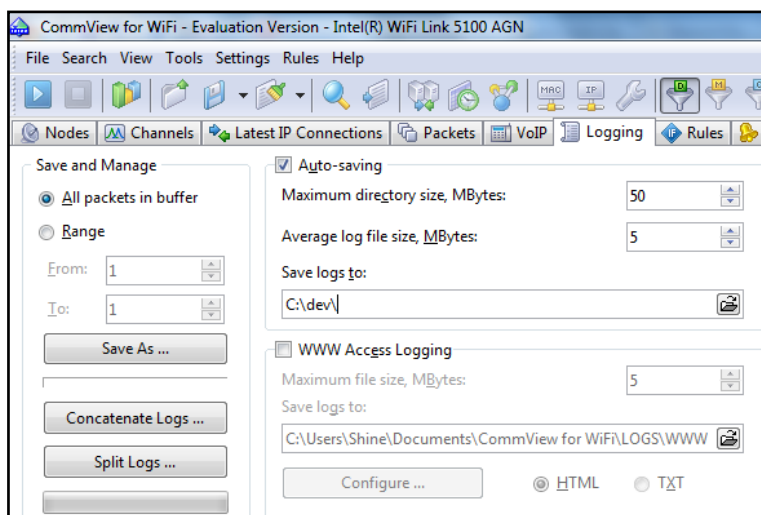 CommView for WiFi - Evaluation Version - Intel(R) WiFi Link 5100 AGN
File Search View Tools Settings Rules Help
MAC IP D M
Nodes Channels Latest IP Connections Packets VoIP Logging IF Rules
Save and Manage
All packets in buffer
Range
From: 1
To: 1
Save As ...
Concatenate Logs ...
Split Logs ...
Auto-saving
Maximum directory size, MBytes: 50
Average log file size, MBytes: 5
Save logs to:
C:\dev\
WWW Access Logging
Maximum file size, MBytes: 5
Save logs to:
C:\Users\Shine\Documents\CommView for WiFi\LOGS\WWW
Configure ... HTML TXT